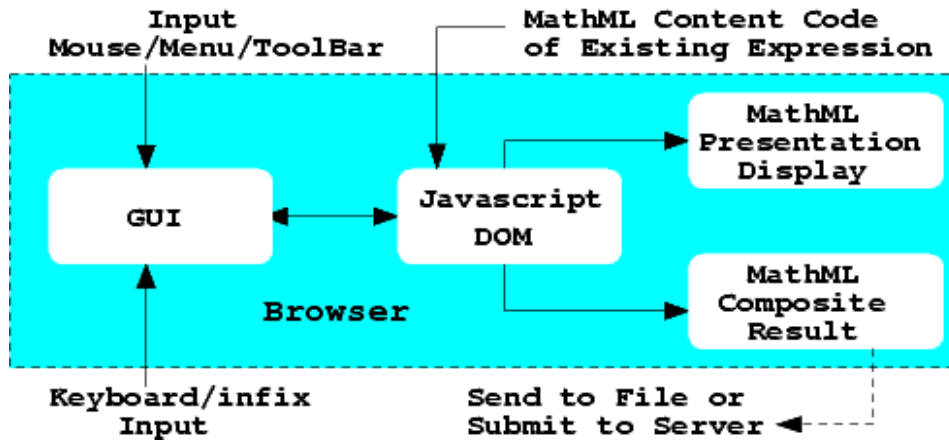 Input
Mouse/Menu/ToolBar
MathML Content Code
of Existing Expression
MathML
Presentation
Display
GUI
Javascript
DOM
MathML
Composite
Result
Browser
Keyboard/infix
Input
Send to File or
Submit to Server